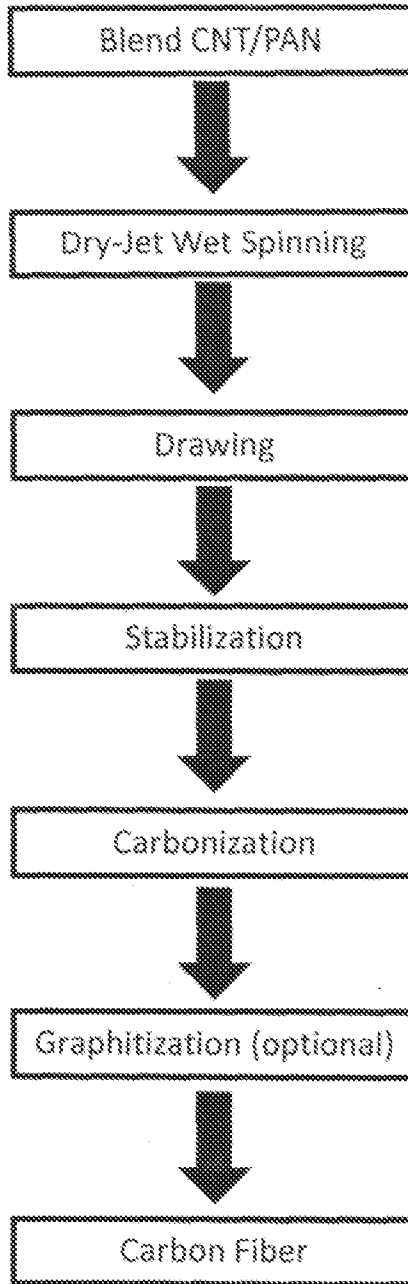 Blend CNT/PAN
Dry-Jet Wet Spinning
Drawing
Stabilization
Carbonization
Graphitization (optional)
Carbon Fiber